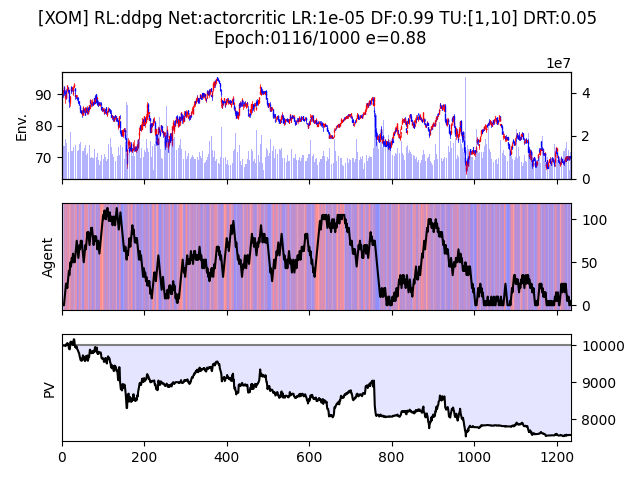 [XOM] RL:ddpg Net:actorcritic LR:1e-05 DF:0.99 TU:[1,10] DRT:0.05
Epoch:0116/1000 e=0.88
1e7
Env.
90
80
70
4
2
0
Agent
100
50
0
PV
10000
9000
8000
0 200 400 600 800 1000 1200